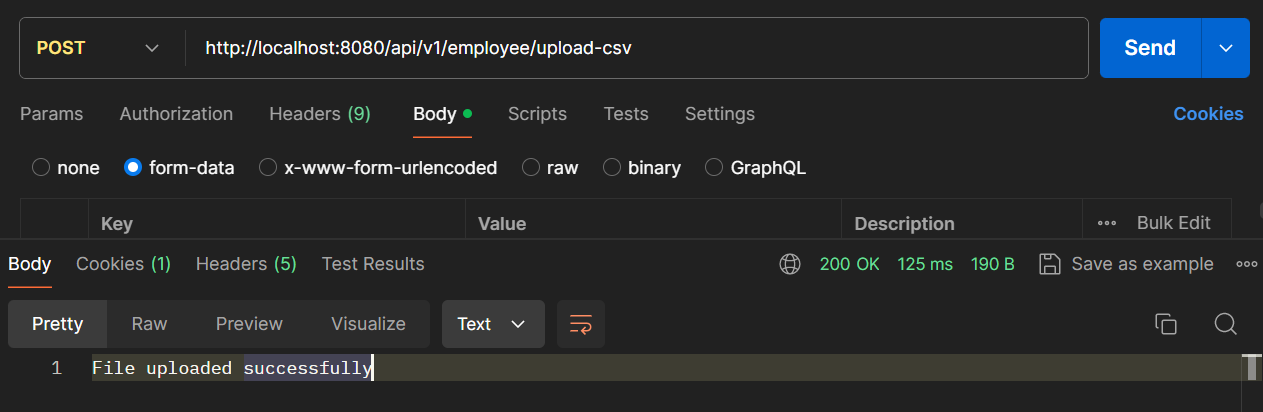 POST http://localhost:8080/api/v1/employee/upload-csv Send
Params Authorization Headers (9) Body Scripts Tests Settings Cookies
none form-data x-www-form-urlencoded raw binary GraphQL
Key Value Description Bulk Edit
Body Cookies (1) Headers (5) Test Results 200 OK 125 ms 190 B Save as example
Pretty Raw Preview Visualize Text
1 File uploaded successfully